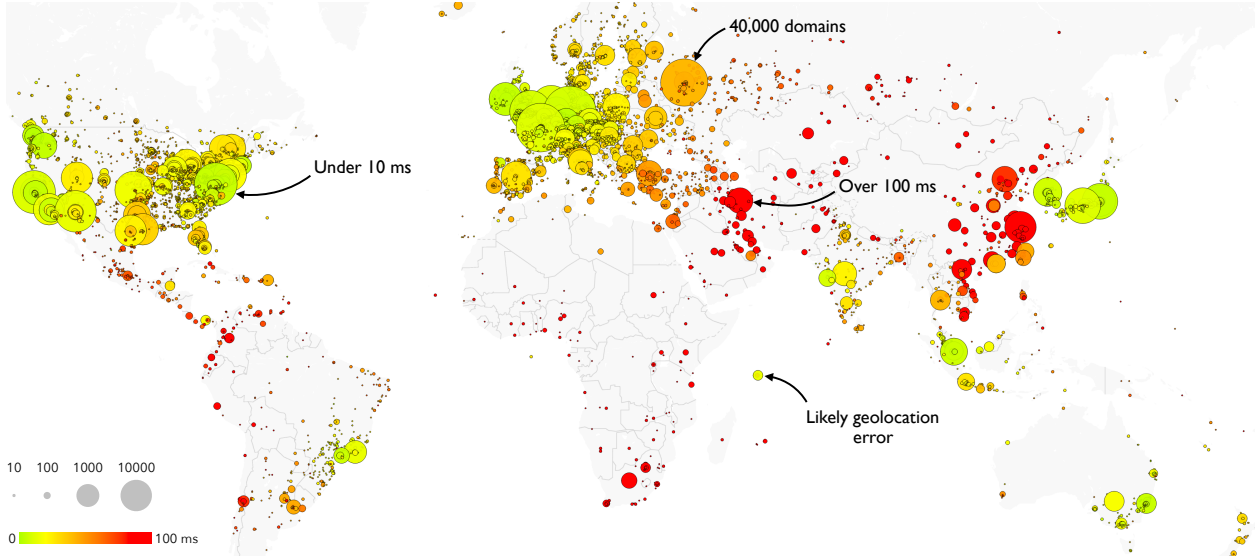 40,000 domains
Under 10 ms
Over 100 ms
Likely geolocation
error
10 100 1000 10000
0 100 ms